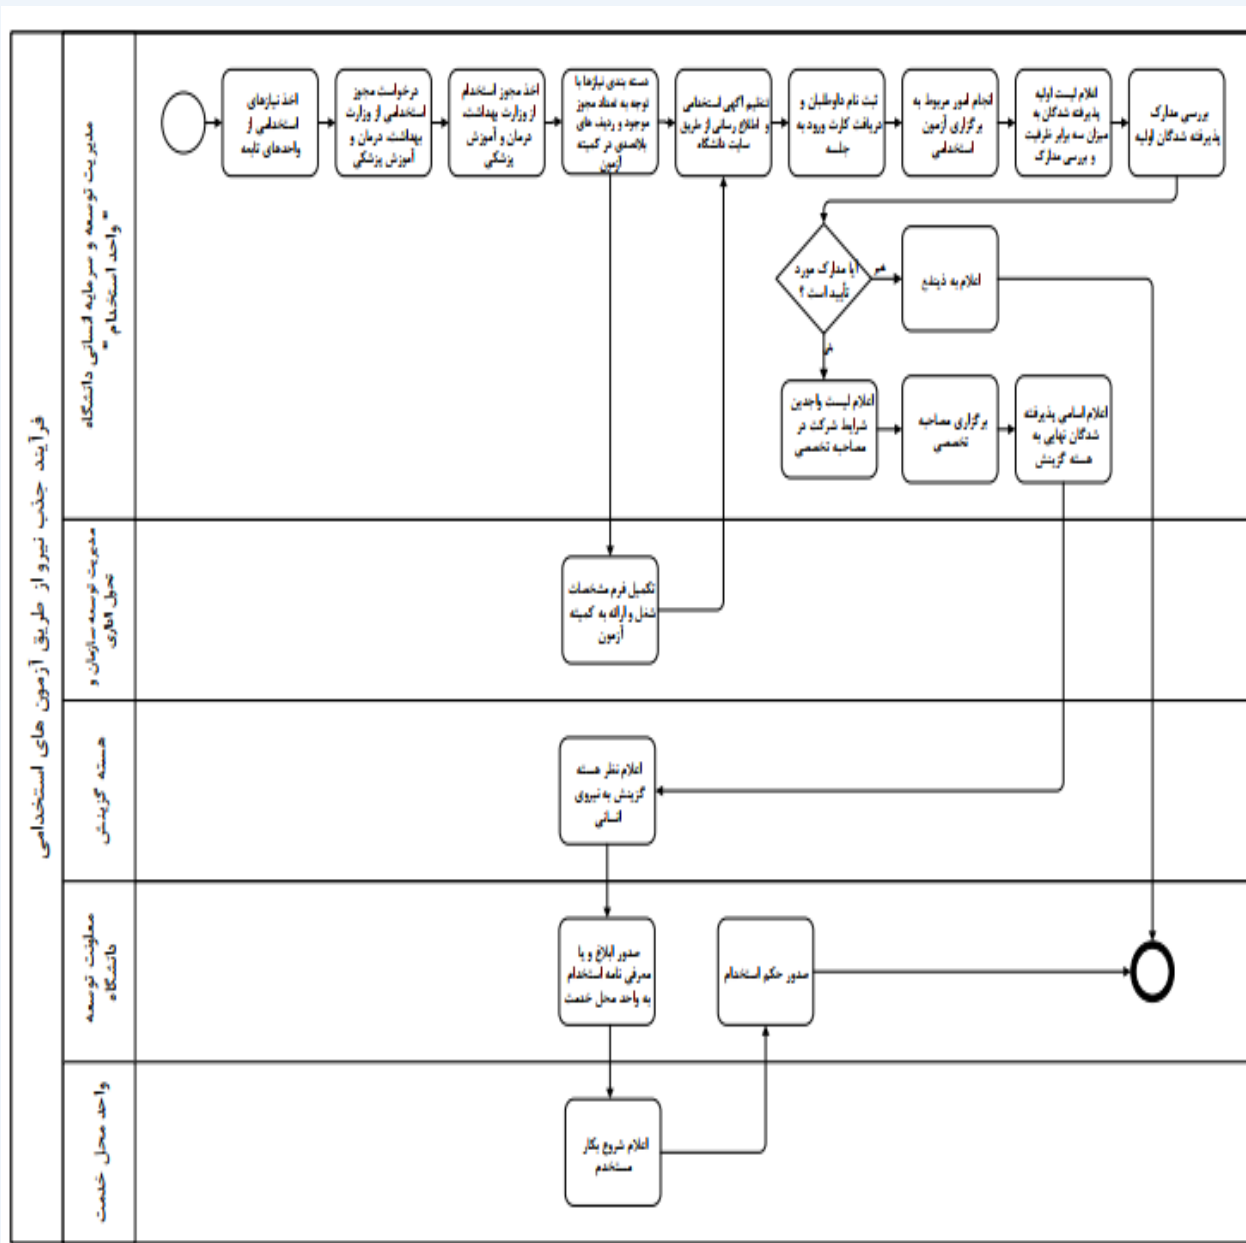 فرآیند جذب نیرو از طریق آزمون های استخدامی
مدیریت توسعه و سرمایه انسانی دانشگاه
"واحد استخدام"
اخذ نیازهای
استخدامی از
واحدهای تابعه
درخواست مجوز
استخدامی از وزارت
بهداشت، درمان و
آموزش پزشکی
اخذ مجوز استخدام
از وزارت بهداشت،
درمان و آموزش
پزشکی
دسته بندی نیازها با
توجه به تعداد مجوز
موجود و ردیف های
بلاتصدی در کمیته
آزمون
تنظیم آگهی استخدامی
و اطلاع رسانی از طریق
سایت دانشگاه
ثبت نام داوطلبان و
دریافت کارت ورود به
جلسه
انجام امور مربوط به
برگزاری آزمون
استخدامی
اعلام لیست اولیه
پذیرفته شدگان به
میزان سه برابر ظرفیت
و بررسی مدارک
بررسی مدارک
پذیرفته شدگان اولیه
آیا مدارک مورد
تأیید است ؟
خیر
اعلام به ذینفع
بلی
اعلام لیست واجدین
شرایط شرکت در
مصاحبه تخصصی
برگزاری مصاحبه
تخصصی
اعلام اسامی پذیرفته
شدگان نهایی به
هسته گزینش
مدیریت توسعه سازمان و
تحول اداری
تکمیل فرم مشخصات
شغل و ارائه به کمیته
آزمون
هسته گزینش
اعلام نظر هسته
گزینش به نیروی
انسانی
معاونت توسعه
دانشگاه
صدور ابلاغ و یا
معرفی نامه استخدام
به واحد محل خدمت
صدور حکم استخدام
واحد محل خدمت
اعلام شروع بکار
مستخدم